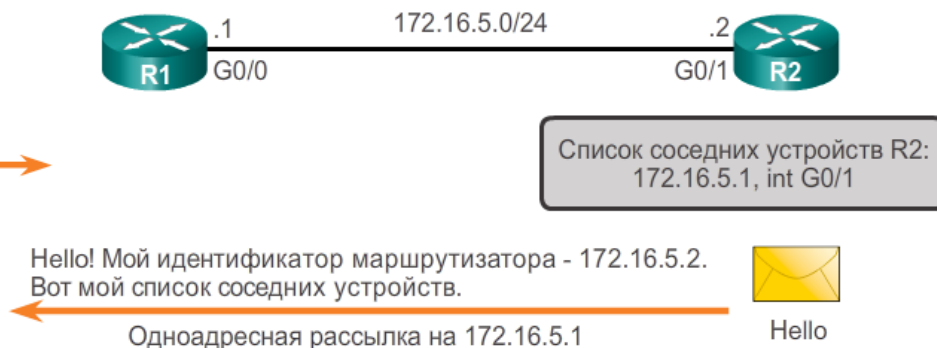 172.16.5.0/24
.1
.2
R1
G0/0
G0/1
R2
Список соседних устройств R2:
172.16.5.1, int G0/1
Hello! Мой идентификатор маршрутизатора - 172.16.5.2.
Вот мой список соседних устройств.
Одноадресная рассылка на 172.16.5.1
Hello